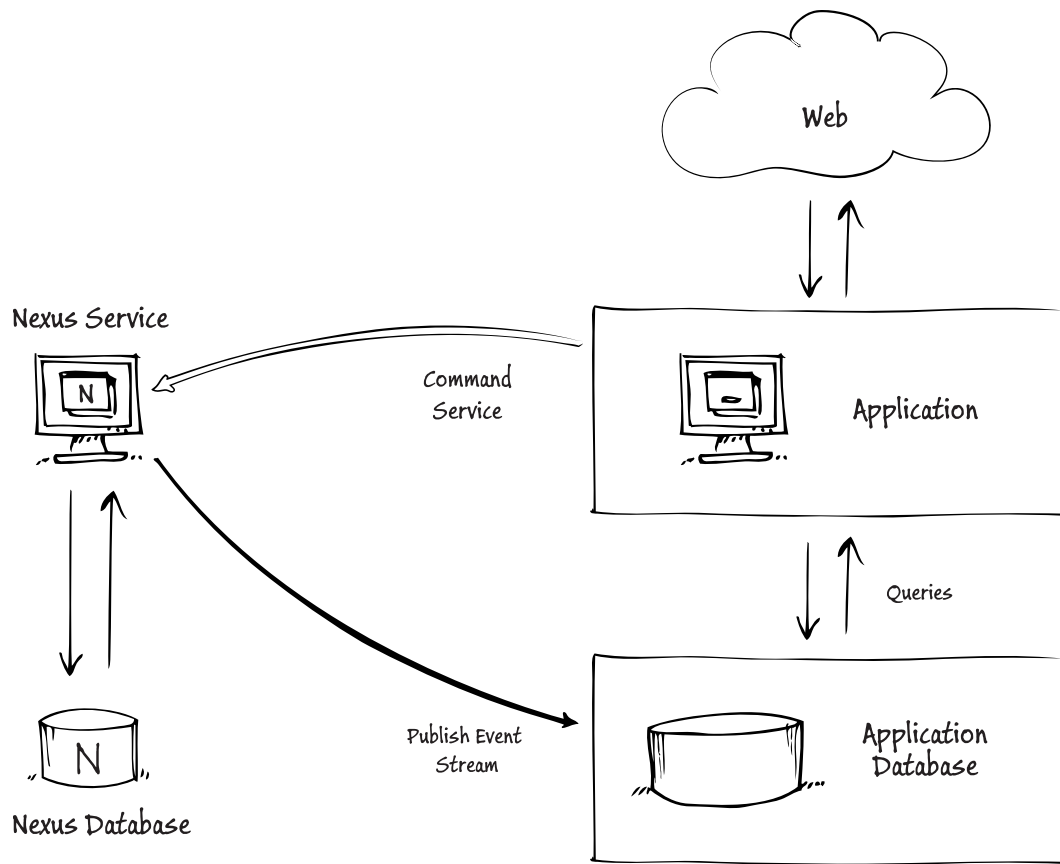 Web
Nexus Service
N
Command
Service
Application
Queries
Publish Event
Stream
Application
Database
N
Nexus Database